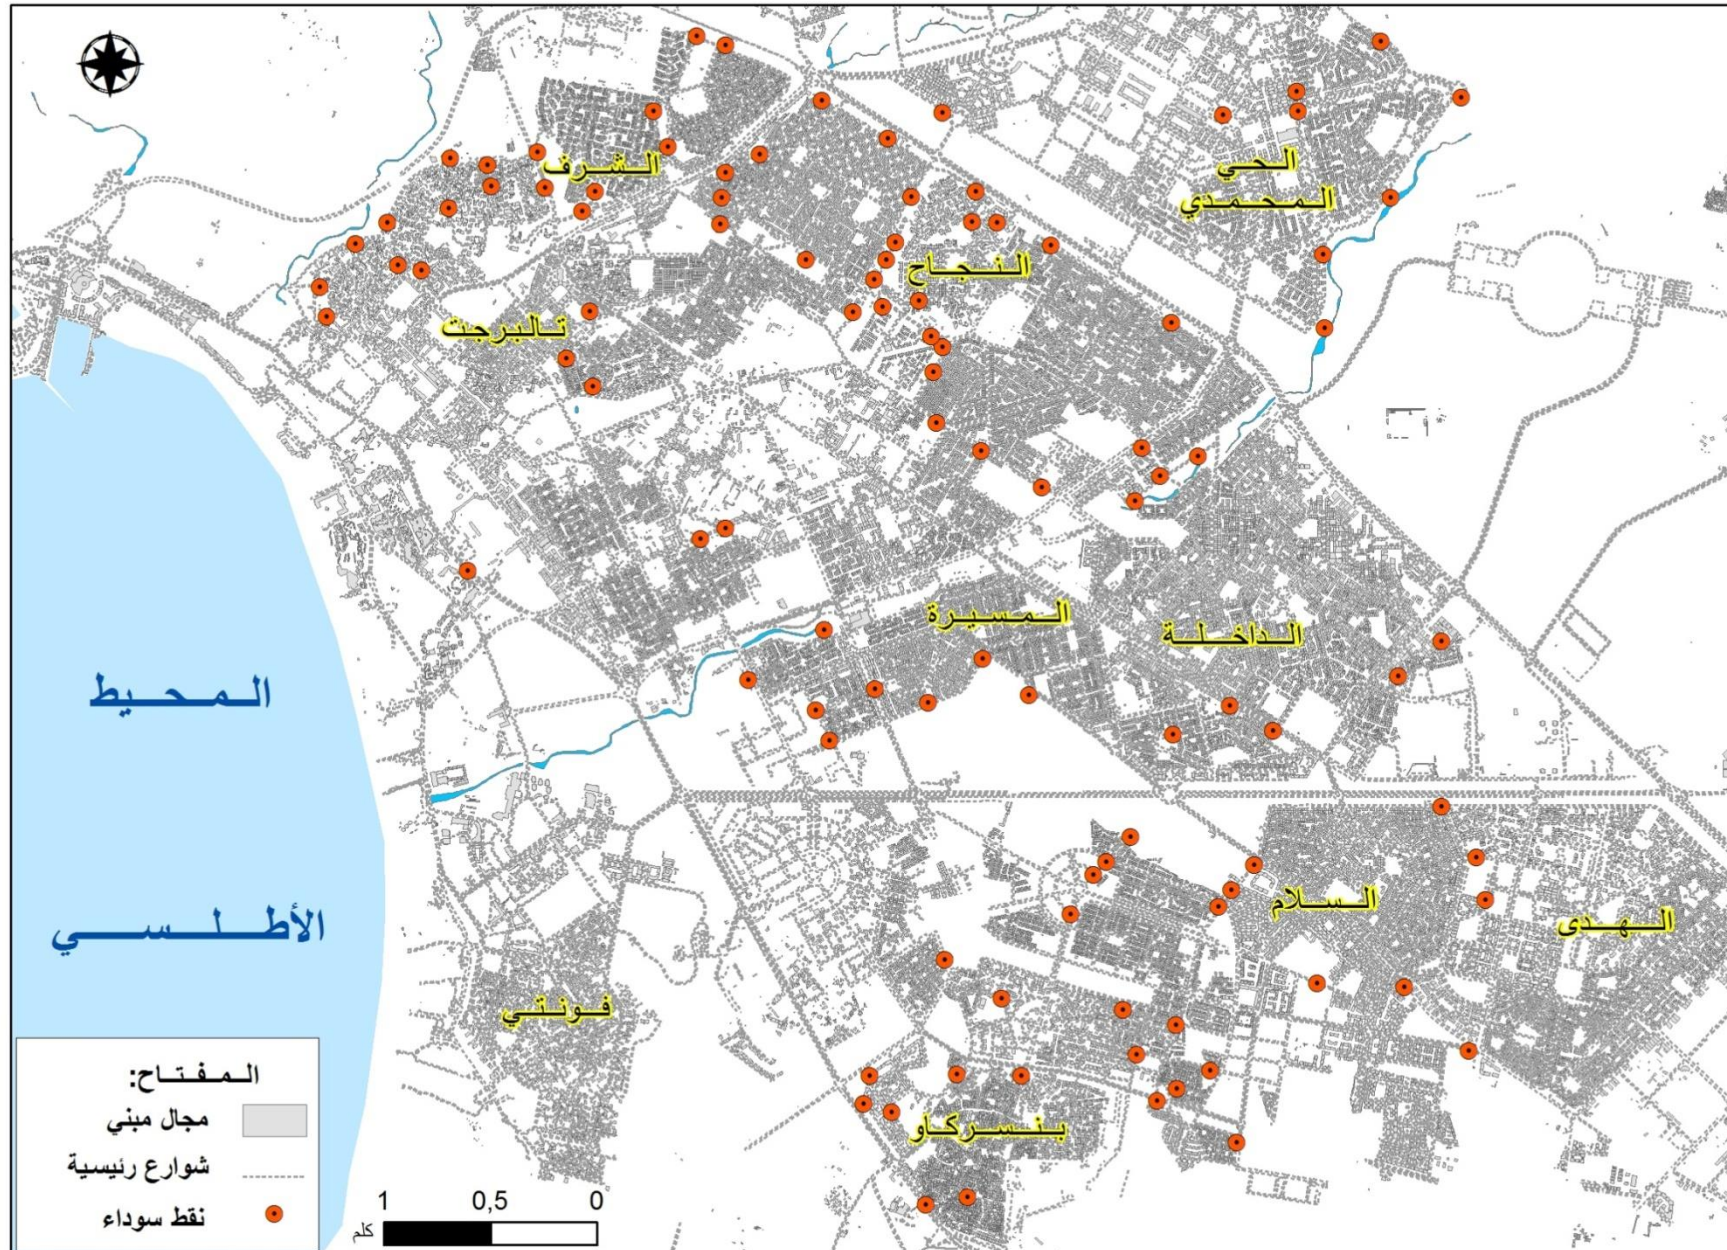 الشرف
الحي
المحمدي
النجاح
تالبرجت
المسيرة
الداخلة
المحيط
الأطلسي
السلام
الهدى
فونتي
بنسركاو
المفتاح:
مجال مبني
شوارع رئيسية
نقط سوداء
1 0,5 0
كلم